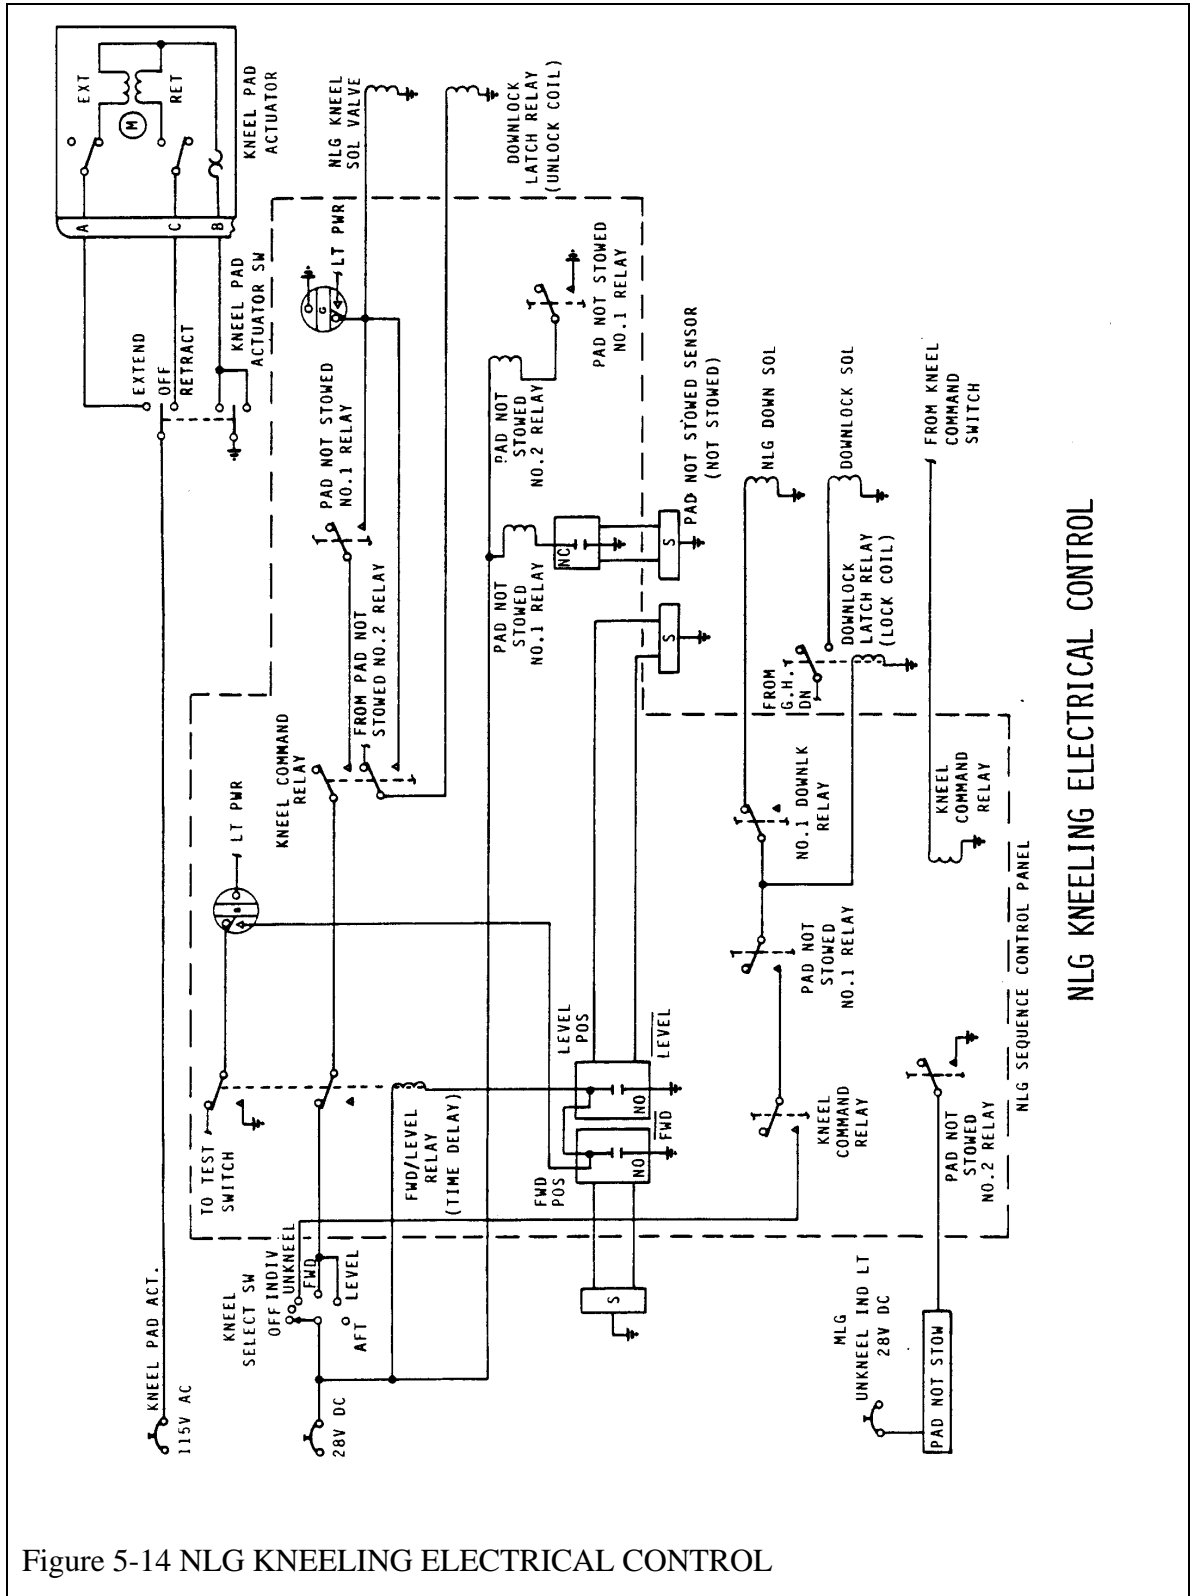 EXT
RET
M
KNEEL PAD
ACTUATOR
A
C
B
EXTEND
OFF
RETRACT
KNEEL PAD
ACTUATOR SW
KNEEL PAD ACT.
115V AC
NLG KNEEL
SOL VALVE
DOWNLOCK
LATCH RELAY
(UNLOCK COIL)
G
LT PWR
PAD NOT STOWED
NO.1 RELAY
FROM PAD NOT
STOWED NO.2 RELAY
KNEEL COMMAND
RELAY
LT PWR
B
TO TEST
SWITCH
FWD/LEVEL
RELAY
(TIME DELAY)
KNEEL
SELECT SW
OFF
INDIV
UNKNEEL
FWD
LEVEL
AFT
28V DC
PAD NOT STOWED
NO.1 RELAY
PAD NOT
STOWED
NO.2 RELAY
PAD NOT
STOWED
NO.1 RELAY
NC
S
PAD NOT STOWED SENSOR
(NOT STOWED)
S
LEVEL
POS
LEVEL
NO
FWD
POS
FWD
NO
S
NLG DOWN SOL
DOWNLOCK SOL
DOWNLOCK
LATCH RELAY
(LOCK COIL)
FROM
G.H.
DN
NO.1 DOWNLK
RELAY
PAD NOT
STOWED
NO.1 RELAY
KNEEL
COMMAND
RELAY
FROM KNEEL
COMMAND
SWITCH
KNEEL
COMMAND
RELAY
PAD NOT
STOWED
NO.2 RELAY
NLG SEQUENCE CONTROL PANEL
MLG
UNKNEEL IND LT
28V DC
PAD NOT STOW
NLG KNEELING ELECTRICAL CONTROL
Figure 5-14 NLG KNEELING ELECTRICAL CONTROL